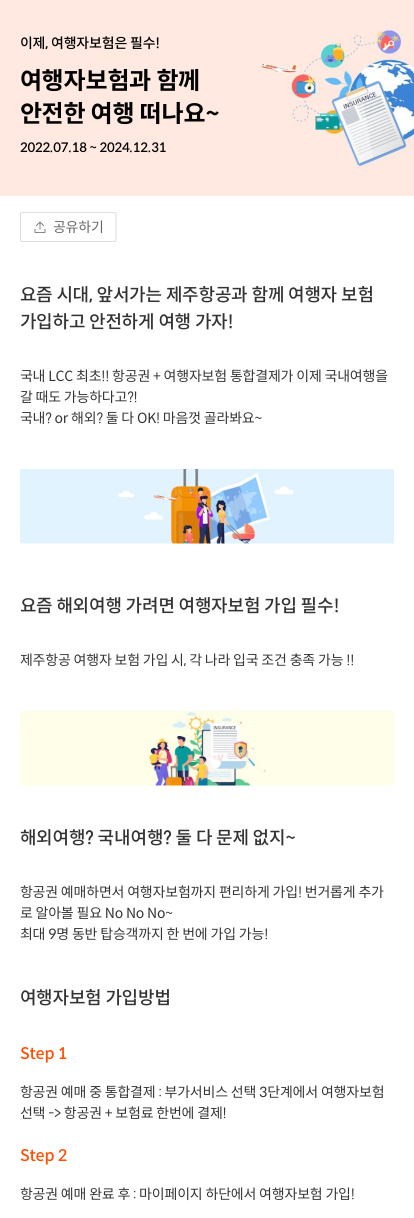 이제, 여행자보험은 필수!
여행자보험과 함께
안전한 여행 떠나요~
2022.07.18 ~ 2024.12.31
INSURANCE
공유하기
요즘 시대, 앞서가는 제주항공과 함께 여행자 보험
가입하고 안전하게 여행 가자!
국내 LCC 최초!! 항공권 + 여행자보험 통합결제가 이제 국내여행을
갈 때도 가능하다고?!
국내? or 해외? 둘 다 OK! 마음껏 골라봐요~
요즘 해외여행 가려면 여행자보험 가입 필수!
제주항공 여행자 보험 가입 시, 각 나라 입국 조건 충족 가능 !!
INSURANCE
해외여행? 국내여행? 둘 다 문제 없지~
항공권 예매하면서 여행자보험까지 편리하게 가입! 번거롭게 추가
로 알아볼 필요 No No No~
최대 9명 동반 탑승객까지 한 번에 가입 가능!
여행자보험 가입방법
Step 1
항공권 예매 중 통합결제 : 부가서비스 선택 3단계에서 여행자보험
선택 -> 항공권 + 보험료 한번에 결제!
Step 2
항공권 예매 완료 후 : 마이페이지 하단에서 여행자보험 가입!